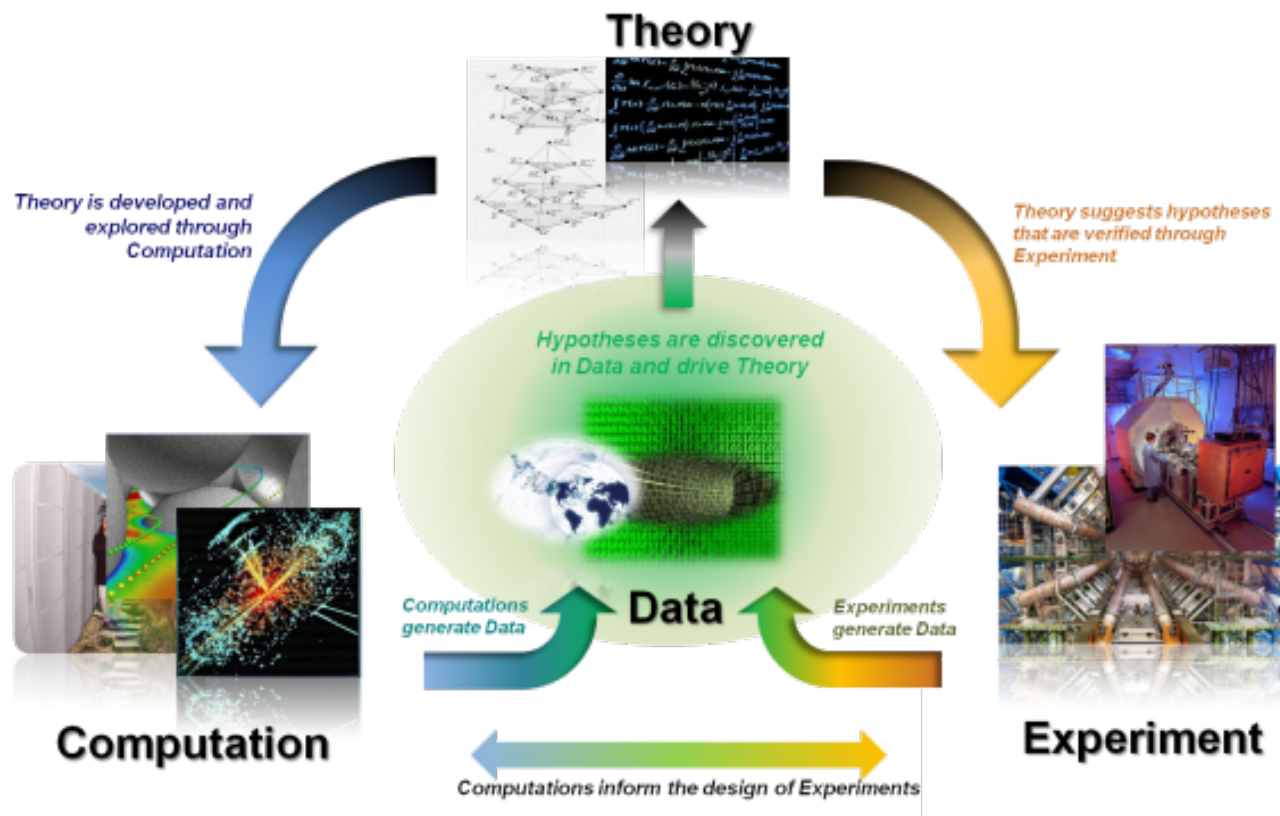 Theory
Theory is developed and
explored through
Computation
Theory suggests hypotheses
that are verified through
Experiment
Hypotheses are discovered
in Data and drive Theory
Computations
generate Data
Data
Experiments
generate Data
Computation
Experiment
Computations inform the design of Experiments